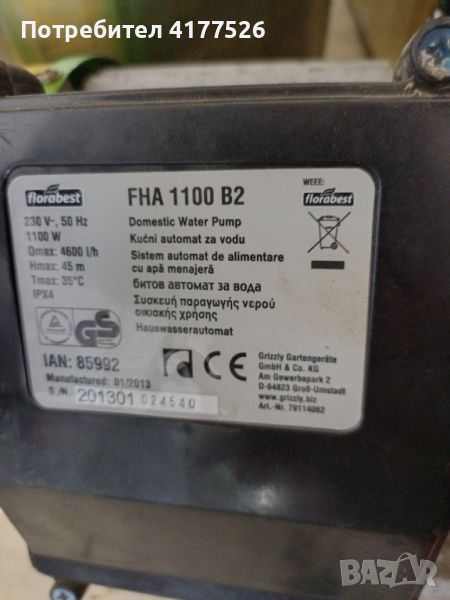 Потребител 4177526
florabest
FHA 1100 B2
WEEE:
florabest
230 V~, 50 Hz
1100 W
Qmax: 4600 l/h
Hmax: 45 m
Tmax: 35°C
IPX4
Domestic Water Pump
Kućni automat za vodu
Sistem automat de alimentare
cu apă menajeră
битов автомат за вода
Συσκευή παραγωγής νερού
οικιακής χρήσης
Hauswasserautomat
GS
IAN: 85992
Manufactured: 01/2013
S./N. 201301 024540
CE
Grizzly Gartengeräte
GmbH & Co. KG
Am Gewerbepark 2
D-64823 Groß-Umstadt
www.grizzly.biz
Art.-Nr. 79114062
BAZAR